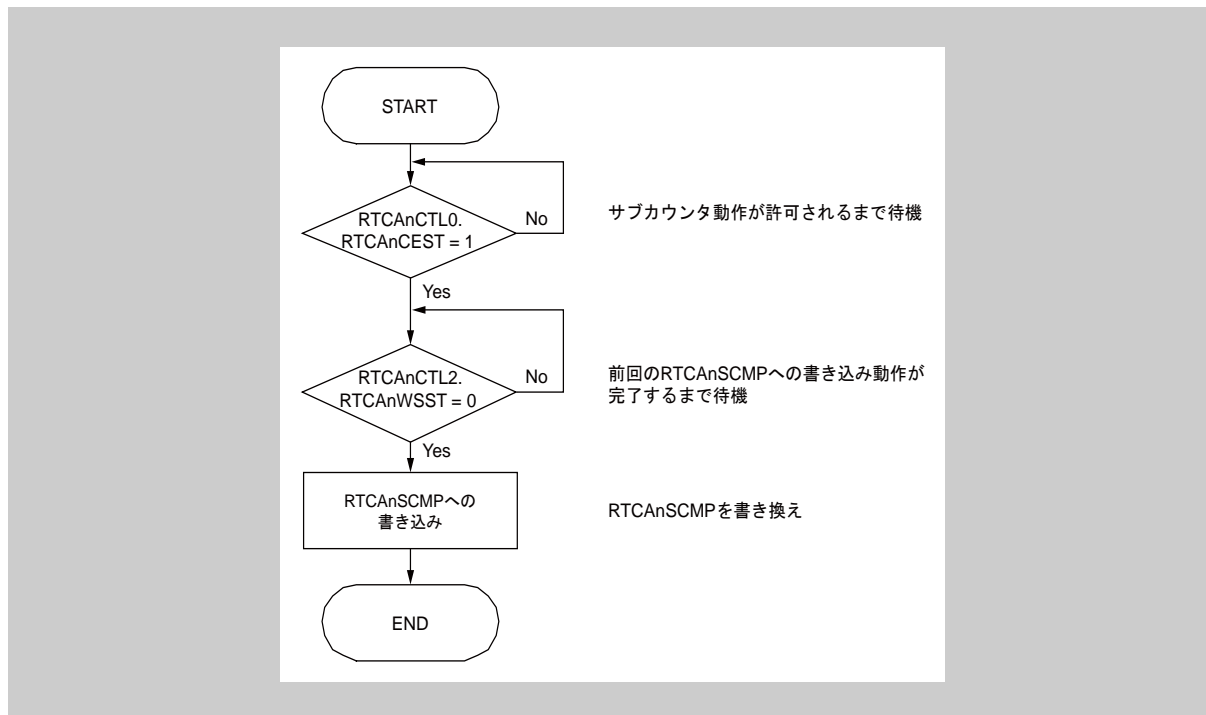 START
RTCAnCTL0.
RTCAnCEST = 1
No
サブカウンタ動作が許可されるまで待機
Yes
RTCAnCTL2.
RTCAnWSST = 0
No
前回のRTCAnSCMPへの書き込み動作が
完了するまで待機
Yes
RTCAnSCMPへの
書き込み
RTCAnSCMPを書き換え
END